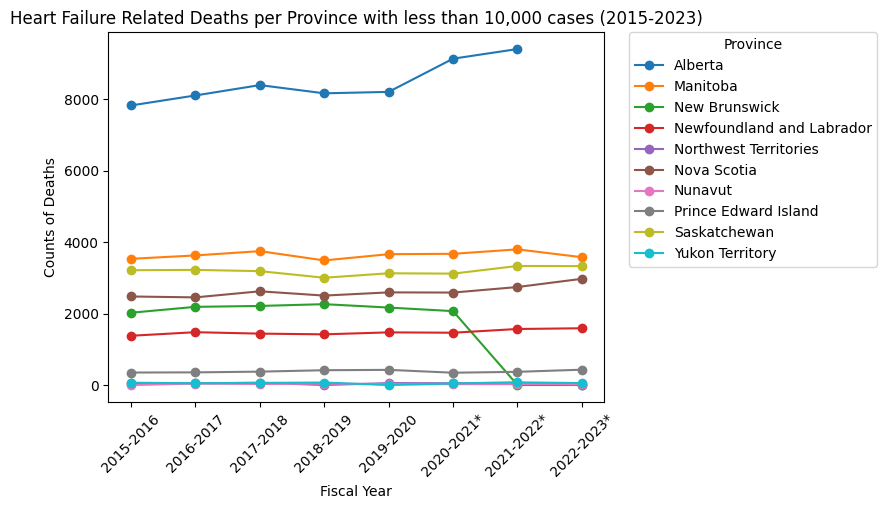 Heart Failure Related Deaths per Province with less than 10,000 cases (2015-2023)
Counts of Deaths
8000
6000
4000
2000
0
2015-2016
2016-2017
2017-2018
2018-2019
2019-2020
2020-2021*
2021-2022*
2022-2023*
Fiscal Year
Province
Alberta
Manitoba
New Brunswick
Newfoundland and Labrador
Northwest Territories
Nova Scotia
Nunavut
Prince Edward Island
Saskatchewan
Yukon Territory